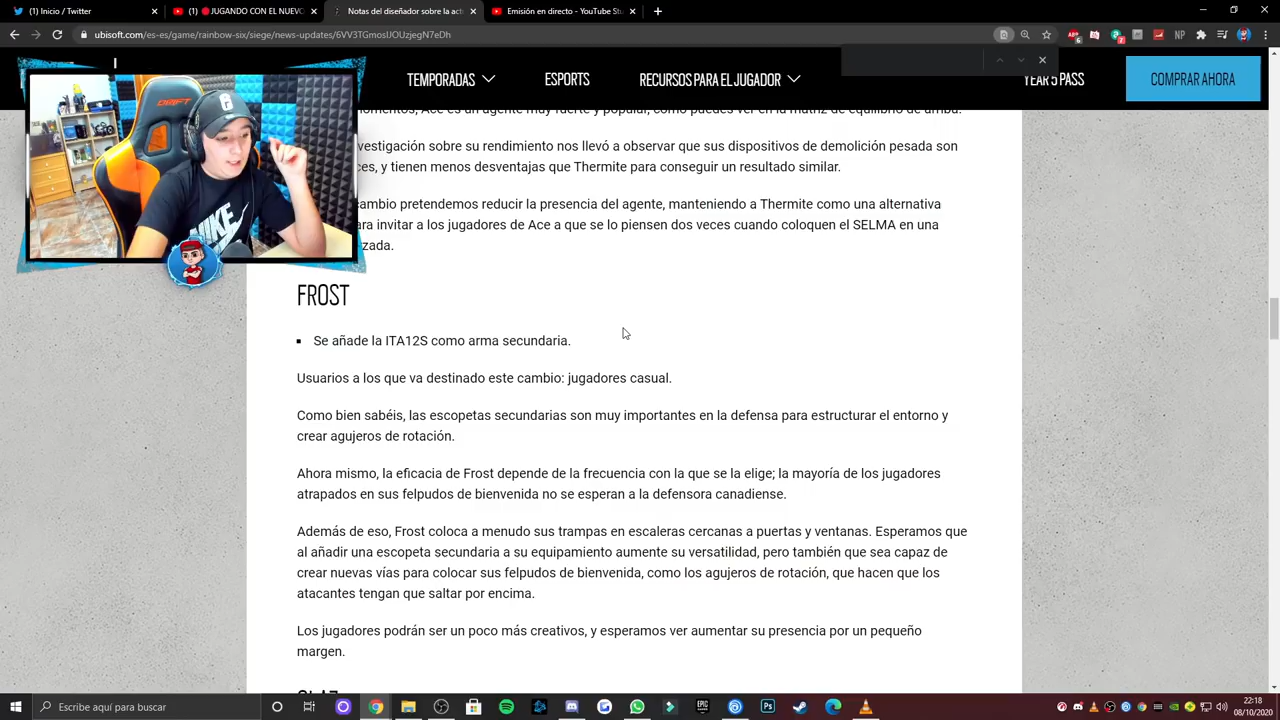 (1) Inicio / Twitter
(1) 🔴JUGANDO CON EL NUEVO
Notas del diseñador sobre la act
Emisión en directo - YouTube Stu
ubisoft.com/es-es/game/rainbow-six/siege/news-updates/6VV3TGmosUOUzjegN7eDh
TEMPORADAS
ESPORTS
RECURSOS PARA EL JUGADOR
YEAR 5 PASS
COMPRAR AHORA
omentos, Ace es un agente muy fuerte y popular, como puedes ver en la matriz de equilibrio de arriba.
vestigación sobre su rendimiento nos llevó a observar que sus dispositivos de demolición pesada son
ces, y tienen menos desventajas que Thermite para conseguir un resultado similar.
ambio pretendemos reducir la presencia del agente, manteniendo a Thermite como una alternativa
ara invitar a los jugadores de Ace a que se lo piensen dos veces cuando coloquen el SELMA en una
zada.
FROST
▪ Se añade la ITA12S como arma secundaria.
Usuarios a los que va destinado este cambio: jugadores casual.
Como bien sabéis, las escopetas secundarias son muy importantes en la defensa para estructurar el entorno y
crear agujeros de rotación.
Ahora mismo, la eficacia de Frost depende de la frecuencia con la que se la elige; la mayoría de los jugadores
atrapados en sus felpudos de bienvenida no se esperan a la defensora canadiense.
Además de eso, Frost coloca a menudo sus trampas en escaleras cercanas a puertas y ventanas. Esperamos que
al añadir una escopeta secundaria a su equipamiento aumente su versatilidad, pero también que sea capaz de
crear nuevas vías para colocar sus felpudos de bienvenida, como los agujeros de rotación, que hacen que los
atacantes tengan que saltar por encima.
Los jugadores podrán ser un poco más creativos, y esperamos ver aumentar su presencia por un pequeño
margen.
Escribe aquí para buscar
22:18
08/10/2020